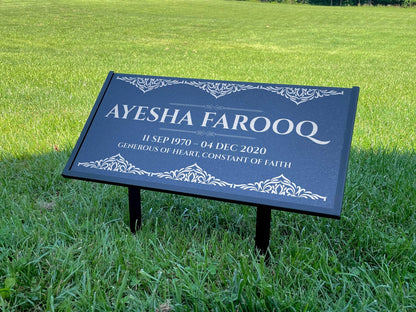 AYESHA FAROOQ
11 SEP 1970 – 04 DEC 2020
GENEROUS OF HEART, CONSTANT OF FAITH